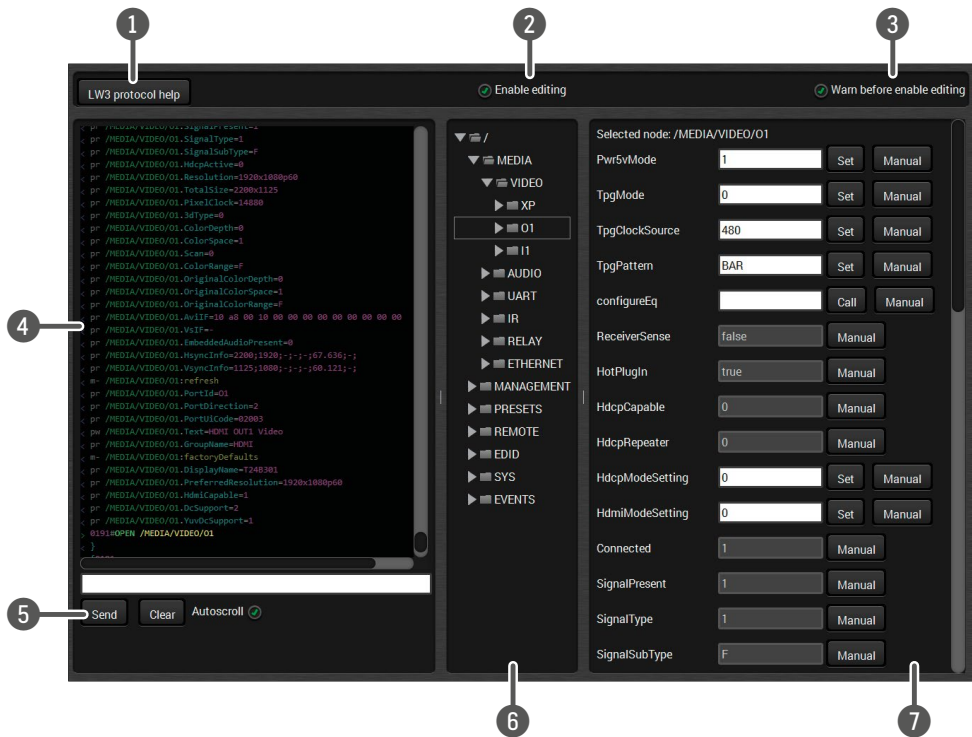 1
2
3
LW3 protocol help
Enable editing
Warn before enable editing
< pr /MEDIA/VIDEO/O1.SignalPresent=1
< pr /MEDIA/VIDEO/O1.SignalType=1
< pr /MEDIA/VIDEO/O1.SignalSubType=F
< pr /MEDIA/VIDEO/O1.HdcpActive=0
< pr /MEDIA/VIDEO/O1.Resolution=1920x1080p60
< pr /MEDIA/VIDEO/O1.TotalSize=2200x1125
< pr /MEDIA/VIDEO/O1.PixelClock=14880
< pr /MEDIA/VIDEO/O1.3dType=0
< pr /MEDIA/VIDEO/O1.ColorDepth=0
< pr /MEDIA/VIDEO/O1.ColorSpace=1
< pr /MEDIA/VIDEO/O1.Scan=0
< pr /MEDIA/VIDEO/O1.ColorRange=F
< pr /MEDIA/VIDEO/O1.OriginalColorDepth=0
< pr /MEDIA/VIDEO/O1.OriginalColorSpace=1
< pr /MEDIA/VIDEO/O1.OriginalColorRange=F
< pr /MEDIA/VIDEO/O1.AviIF=10 a8 00 10 00 00 00 00 00 00 00 00 00
< pr /MEDIA/VIDEO/O1.VsIF=-
< pr /MEDIA/VIDEO/O1.EmbeddedAudioPresent=0
< pr /MEDIA/VIDEO/O1.HsyncInfo=2200;1920;-;-;-;67.636;-;
< pr /MEDIA/VIDEO/O1.VsyncInfo=1125;1080;-;-;-;60.121;-;
< m- /MEDIA/VIDEO/O1:refresh
< pr /MEDIA/VIDEO/O1.PortId=O1
< pr /MEDIA/VIDEO/O1.PortDirection=2
< pr /MEDIA/VIDEO/O1.PortUiCode=02003
< pw /MEDIA/VIDEO/O1.Text=HDMI OUT1 Video
< pr /MEDIA/VIDEO/O1.GroupName=HDMI
< m- /MEDIA/VIDEO/O1:factoryDefaults
< pr /MEDIA/VIDEO/O1.DisplayName=T24B301
< pr /MEDIA/VIDEO/O1.PreferredResolution=1920x1080p60
< pr /MEDIA/VIDEO/O1.HdmiCapable=1
< pr /MEDIA/VIDEO/O1.DcSupport=2
< pr /MEDIA/VIDEO/O1.YuvDcSupport=1
> 0191#OPEN /MEDIA/VIDEO/O1
< }
Send
Clear
Autoscroll
4
5
/
MEDIA
VIDEO
XP
O1
I1
AUDIO
UART
IR
RELAY
ETHERNET
MANAGEMENT
PRESETS
REMOTE
EDID
SYS
EVENTS
6
Selected node: /MEDIA/VIDEO/O1
Pwr5vMode 1 Set Manual
TpgMode 0 Set Manual
TpgClockSource 480 Set Manual
TpgPattern BAR Set Manual
configureEq Call Manual
ReceiverSense false Manual
HotPlugIn true Manual
HdcpCapable 0 Manual
HdcpRepeater 0 Manual
HdcpModeSetting 0 Set Manual
HdmiModeSetting 0 Set Manual
Connected 1 Manual
SignalPresent 1 Manual
SignalType 1 Manual
SignalSubType F Manual
7